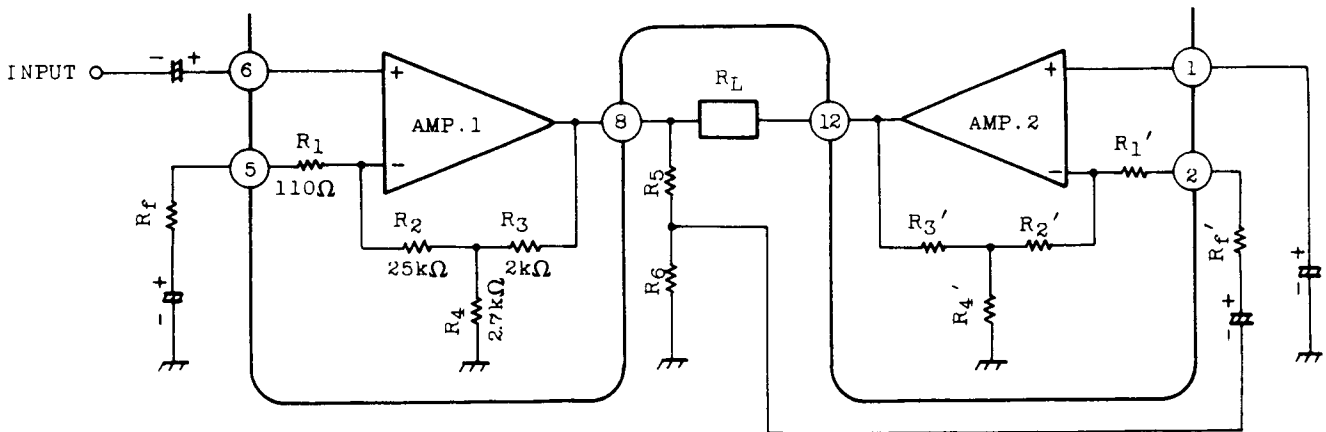 INPUT
- +
6
+
AMP.1
-
5
R1
110Ω
Rf
+
-
R2
25kΩ
R3
2kΩ
R4
2.7kΩ
8
RL
R5
R6
12
+
AMP.2
-
1
R1'
2
R3'
R2'
R4'
Rf'
+
-
+
-